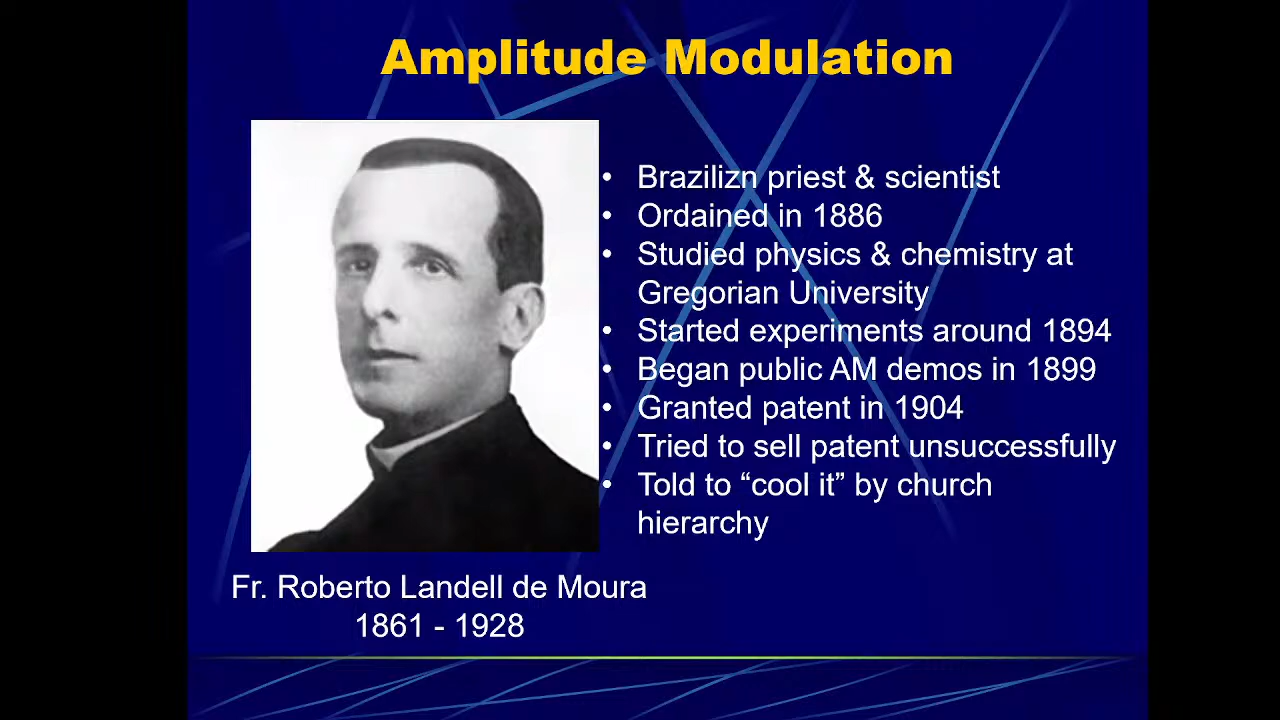 Amplitude Modulation
• Brazilizn priest & scientist
• Ordained in 1886
• Studied physics & chemistry at
Gregorian University
• Started experiments around 1894
• Began public AM demos in 1899
• Granted patent in 1904
• Tried to sell patent unsuccessfully
• Told to “cool it” by church
hierarchy
Fr. Roberto Landell de Moura
1861 - 1928